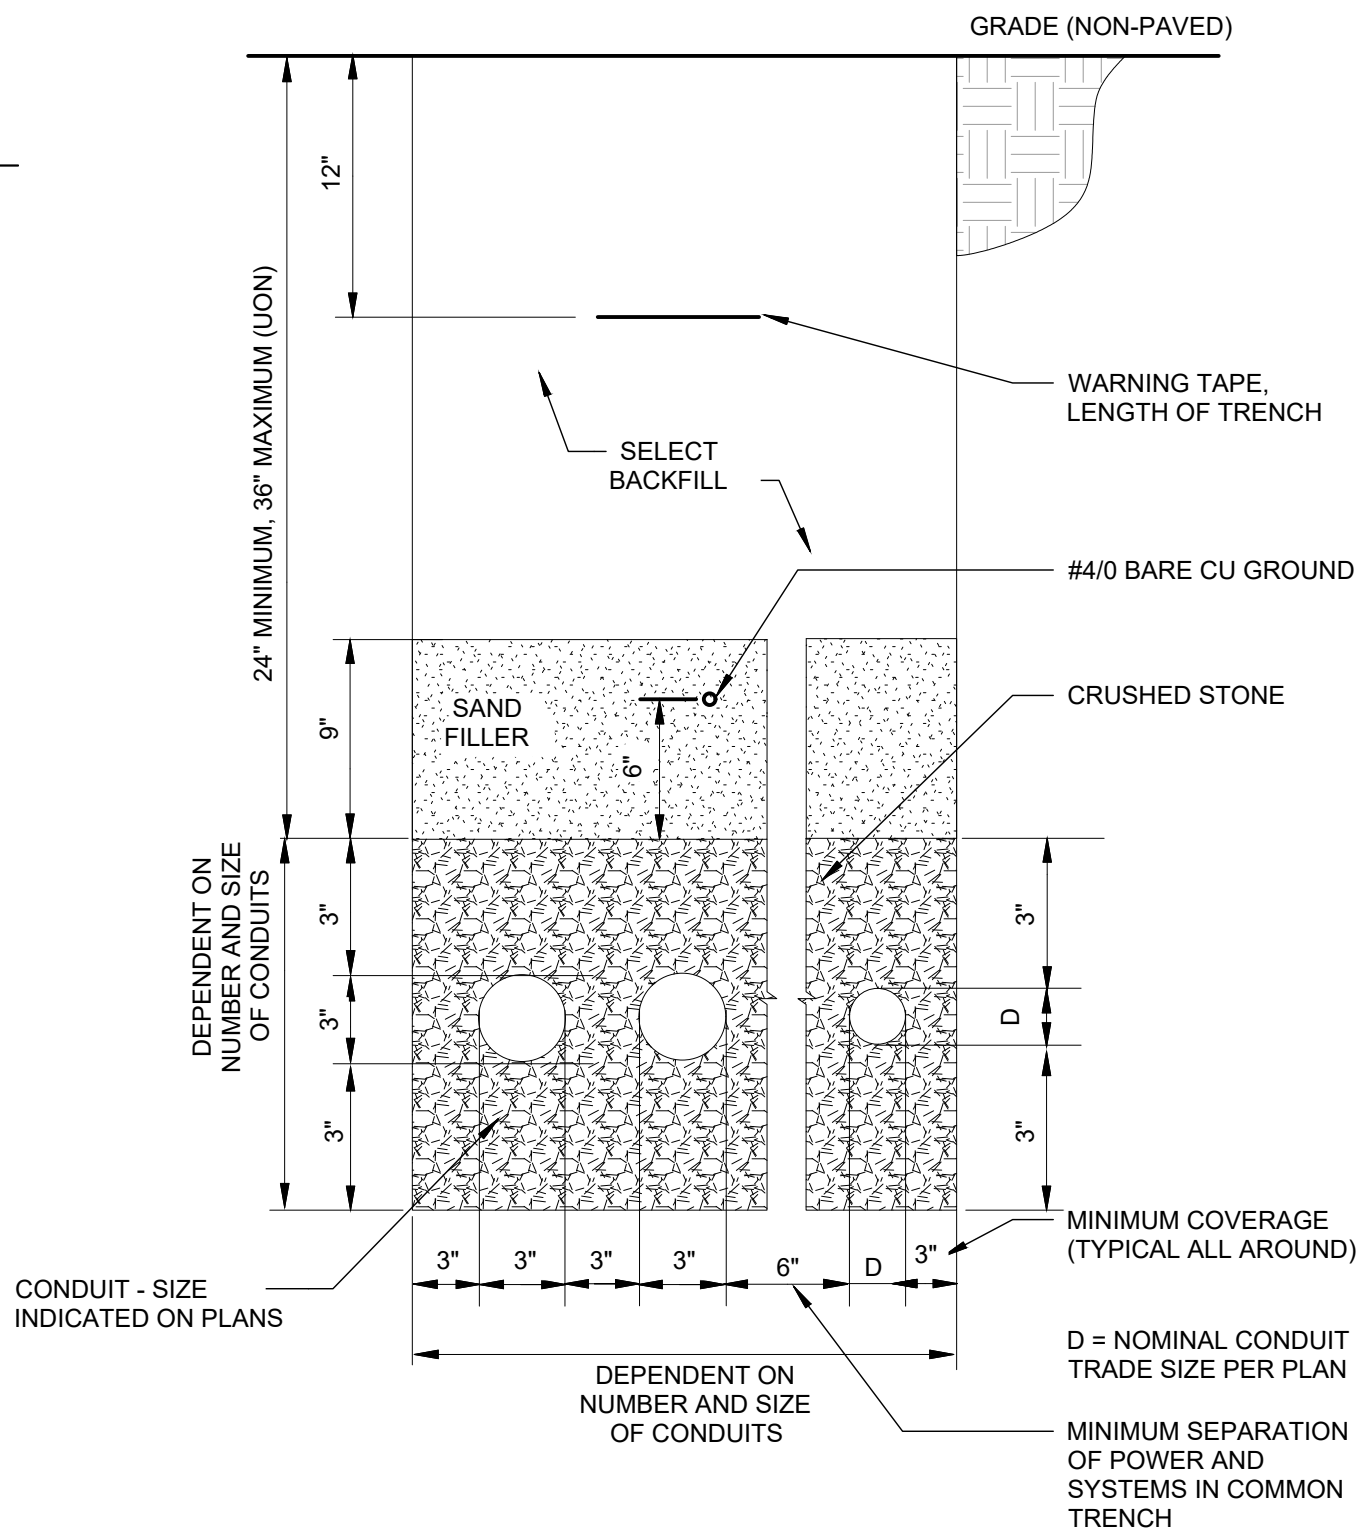 GRADE (NON-PAVED)
12"
24" MINIMUM, 36" MAXIMUM (UON)
WARNING TAPE,
LENGTH OF TRENCH
SELECT
BACKFILL
#4/0 BARE CU GROUND
SAND
FILLER
9"
6"
CRUSHED STONE
DEPENDENT ON
NUMBER AND SIZE
OF CONDUITS
3"
3"
3"
3"
D
3"
3"
3"
3"
3"
6"
D
3"
MINIMUM COVERAGE
(TYPICAL ALL AROUND)
CONDUIT - SIZE
INDICATED ON PLANS
D = NOMINAL CONDUIT
TRADE SIZE PER PLAN
DEPENDENT ON
NUMBER AND SIZE
OF CONDUITS
MINIMUM SEPARATION
OF POWER AND
SYSTEMS IN COMMON
TRENCH